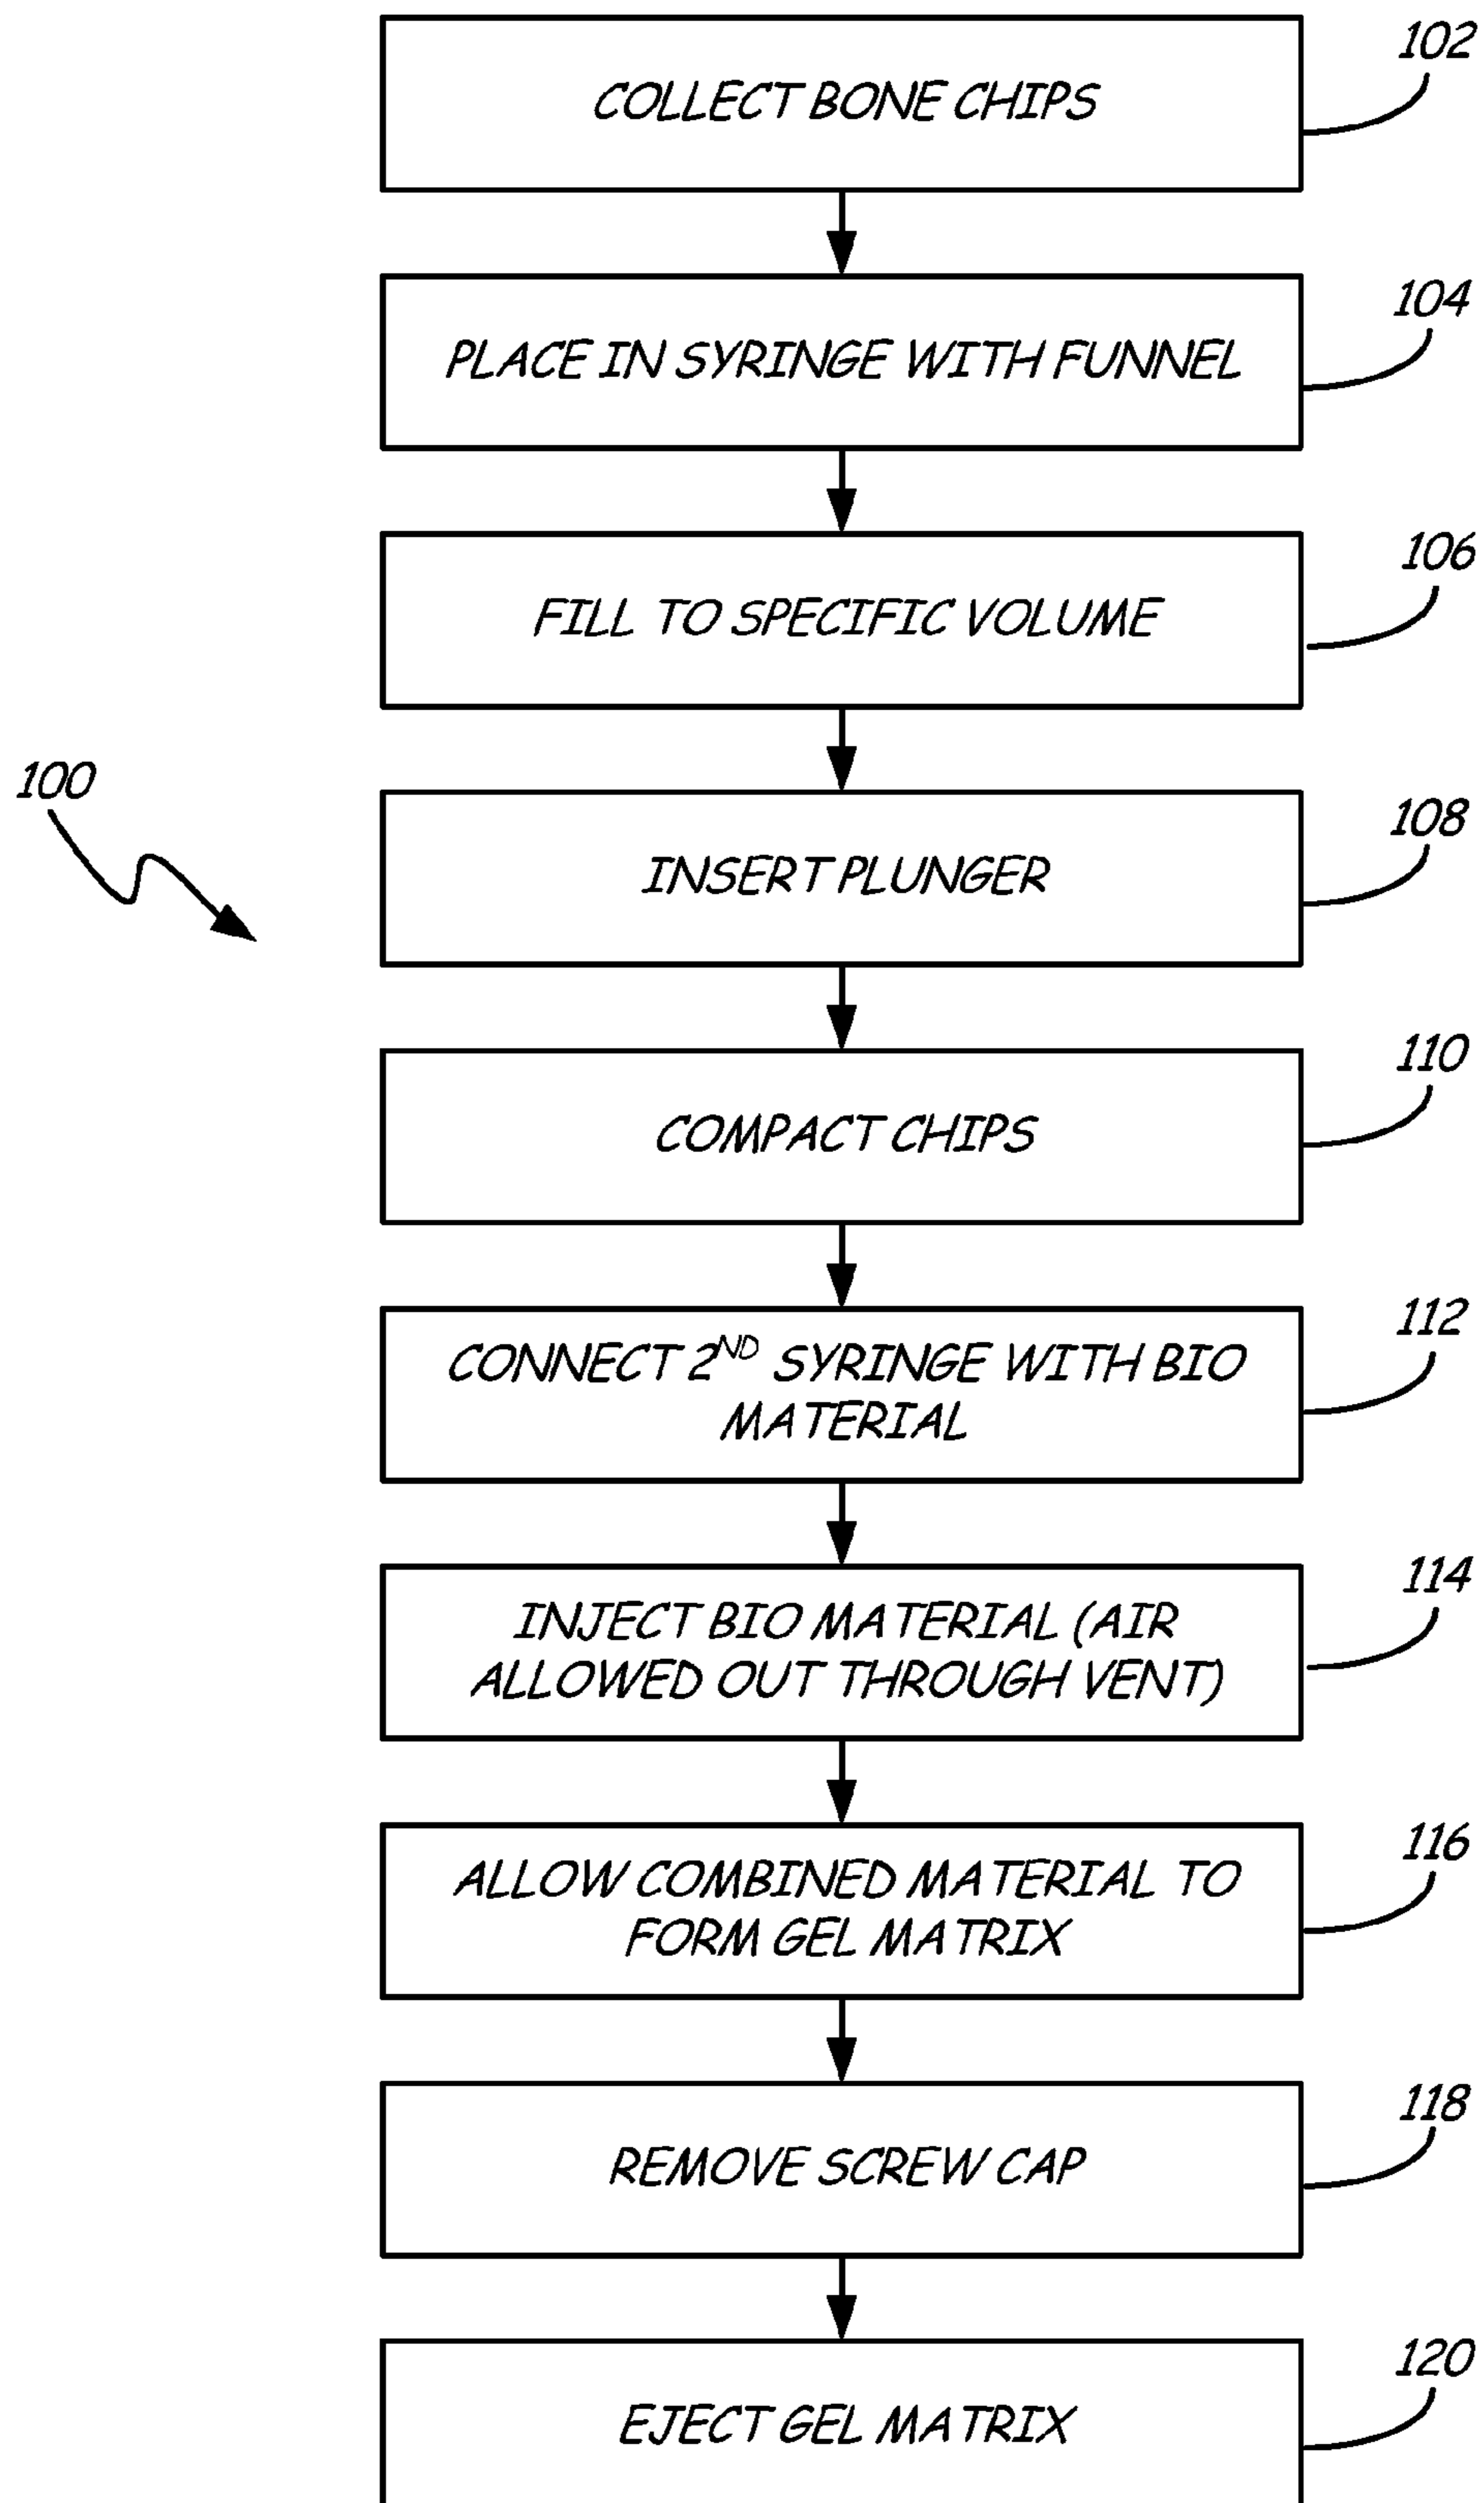 102
COLLECT BONE CHIPS
104
PLACE IN SYRINGE WITH FUNNEL
106
FILL TO SPECIFIC VOLUME
100
108
INSERT PLUNGER
110
COMPACT CHIPS
112
CONNECT 2ND SYRINGE WITH BIO
MATERIAL
114
INJECT BIO MATERIAL (AIR
ALLOWED OUT THROUGH VENT)
116
ALLOW COMBINED MATERIAL TO
FORM GEL MATRIX
118
REMOVE SCREW CAP
120
EJECT GEL MATRIX